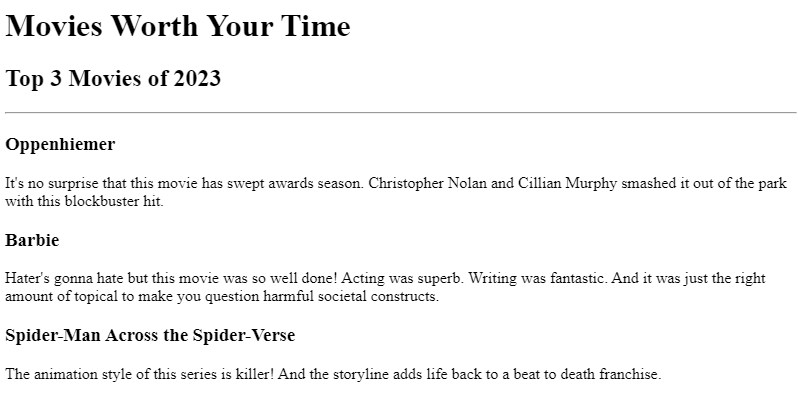 Movies Worth Your Time
Top 3 Movies of 2023
Oppenhiemer
It's no surprise that this movie has swept awards season. Christopher Nolan and Cillian Murphy smashed it out of the park
with this blockbuster hit.
Barbie
Hater's gonna hate but this movie was so well done! Acting was superb. Writing was fantastic. And it was just the right
amount of topical to make you question harmful societal constructs.
Spider-Man Across the Spider-Verse
The animation style of this series is killer! And the storyline adds life back to a beat to death franchise.